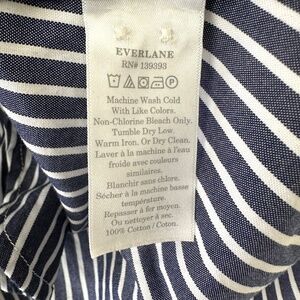 EVERLANE
RN# 139393
Machine Wash Cold
With Like Colors.
Non-Chlorine Bleach Only.
Tumble Dry Low.
Warm Iron. Or Dry Clean.
Laver à la machine à l'eau
froide avec couleurs
similaires.
Blanchir sans chlore.
Sécher à la machine basse
température.
Repasser à fer moyen.
Ou nettoyer à sec.
100% Cotton / Coton.